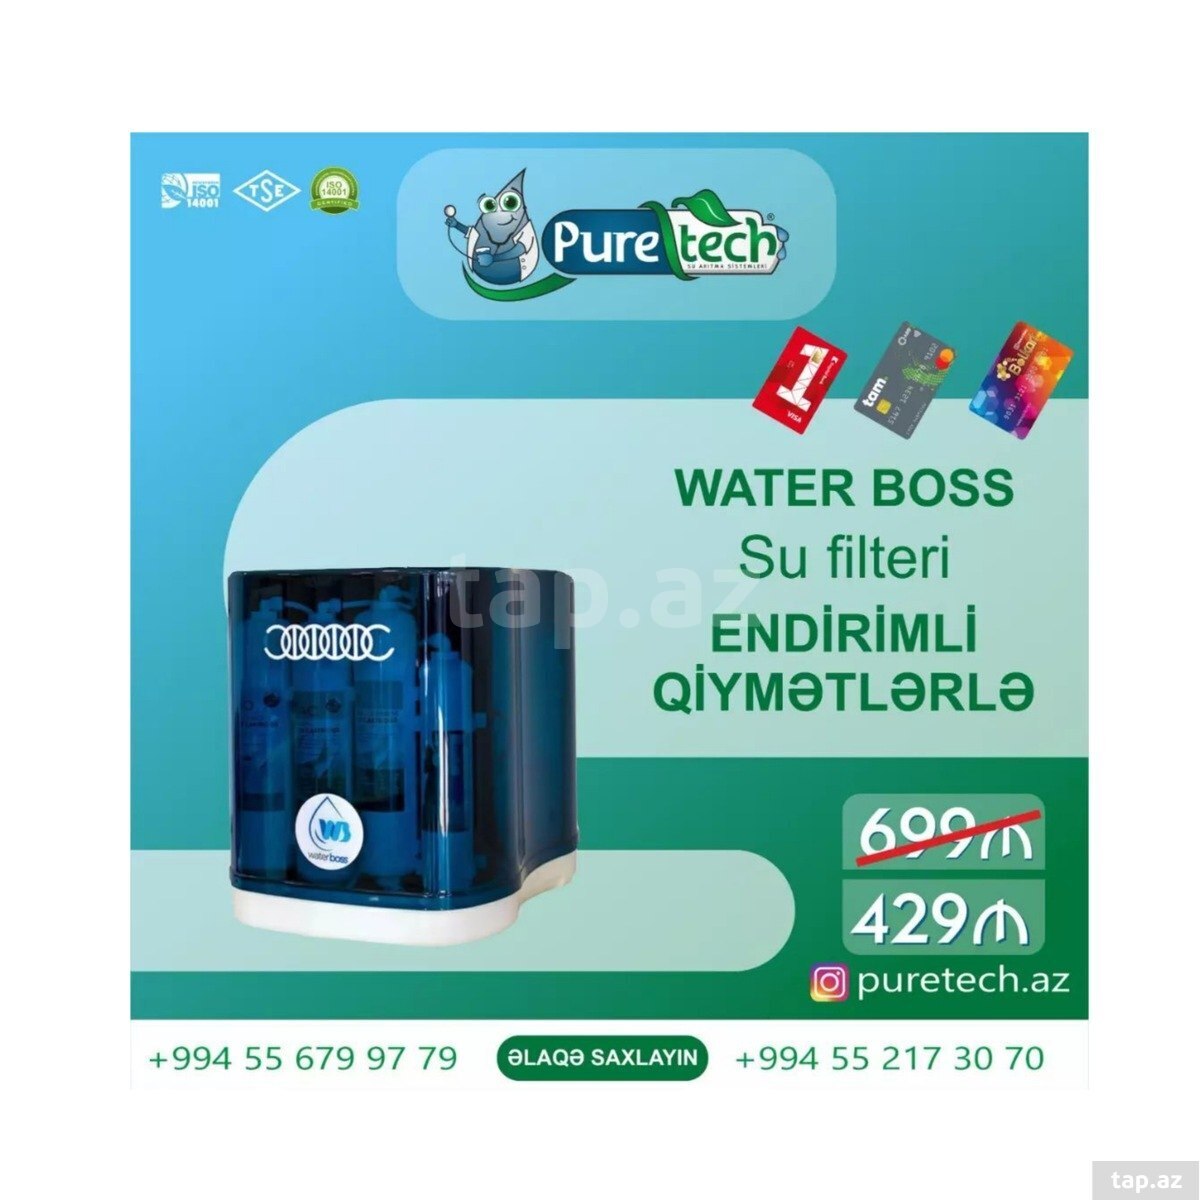 ISO
14001
TSE
ISO
14001
CERTIFIED
Puretech®
SU ARITMA SİSTEMLERİ
VISA
tam
Bolkart
WATER BOSS
Su filteri
ENDİRİMLİ
QİYMƏTLƏRLƏ
tap.az
WB
waterboss
699₼
429₼
puretech.az
+994 55 679 97 79
ƏLAQƏ SAXLAYIN
+994 55 217 30 70
tap.az